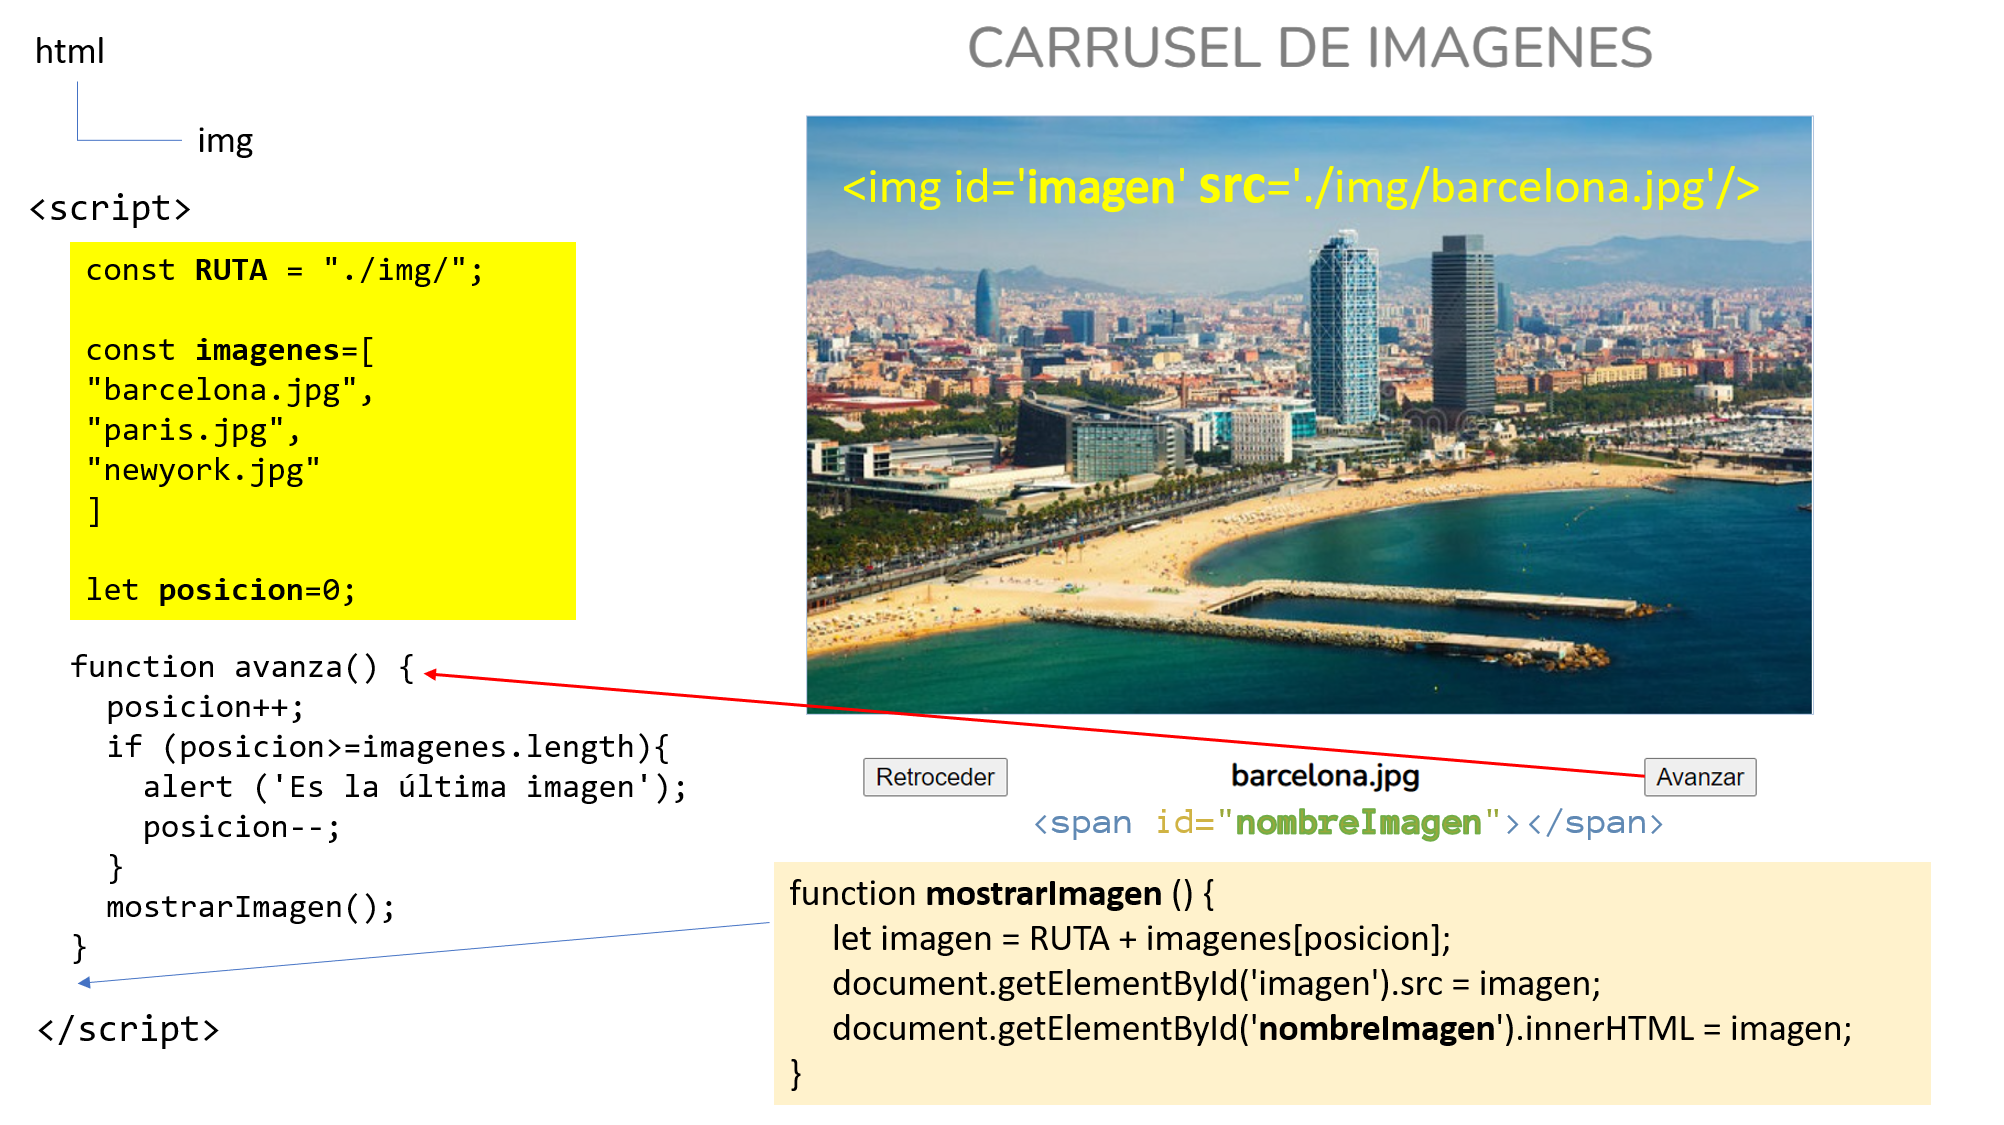 html
img
<script>
const RUTA = "./img/";
const imagenes=[
"barcelona.jpg",
"paris.jpg",
"newyork.jpg"
]
let posicion=0;
function avanza() {
posicion++;
if (posicion>=imagenes.length){
alert ('Es la última imagen');
posicion--;
}
mostrarImagen();
}
</script>
CARRUSEL DE IMAGENES
<img id='imagen' src='./img/barcelona.jpg'/>
Retroceder
barcelona.jpg
Avanzar
<span id="nombreImagen"></span>
function mostrarImagen () {
let imagen = RUTA + imagenes[posicion];
document.getElementById('imagen').src = imagen;
document.getElementById('nombreImagen').innerHTML = imagen;
}